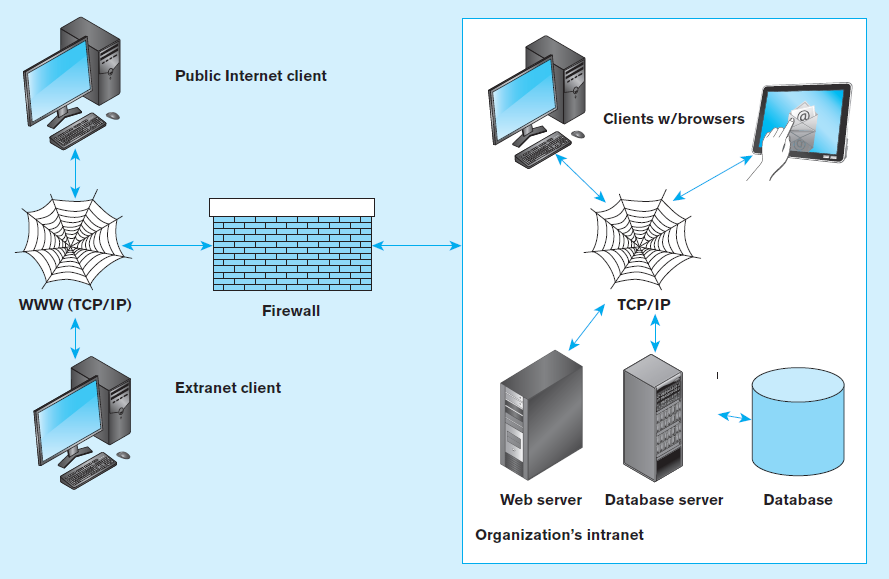 Public Internet client
Clients w/browsers
@
WWW (TCP/IP)
Firewall
TCP/IP
Extranet client
Web server
Database server
Database
Organization's intranet